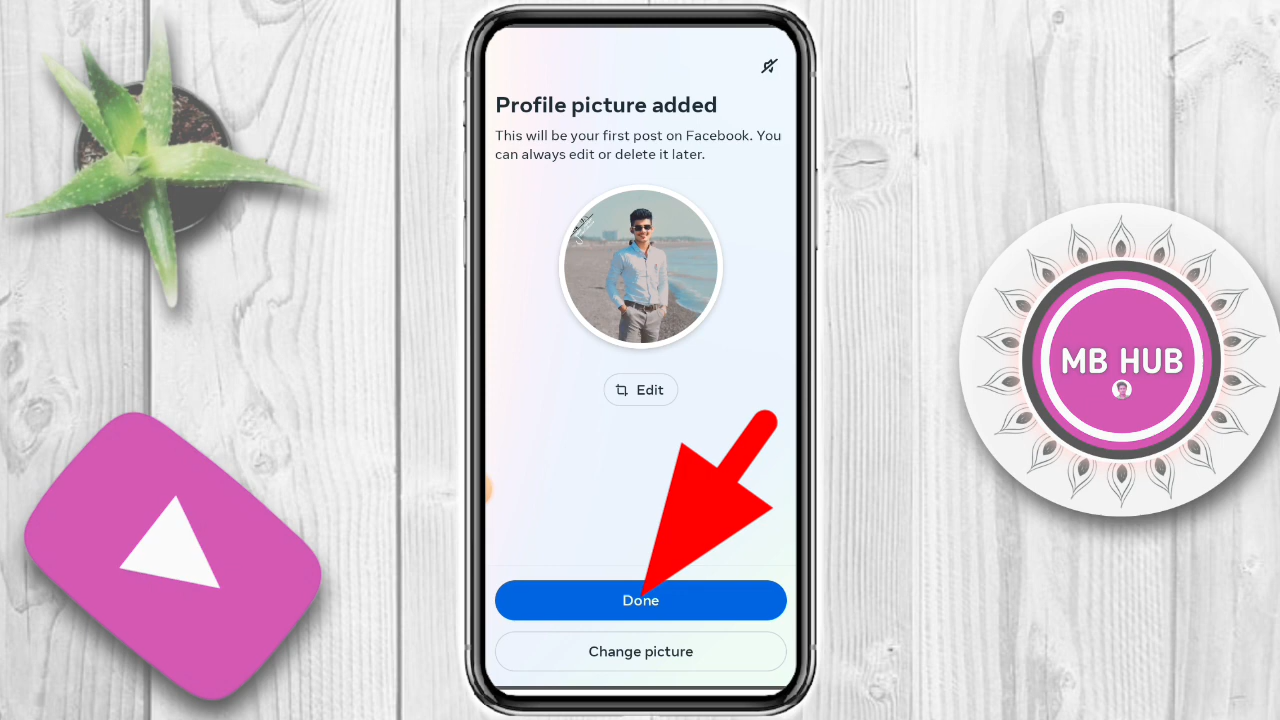 Profile picture added
This will be your first post on Facebook. You
can always edit or delete it later.
Edit
Done
Change picture
MB HUB